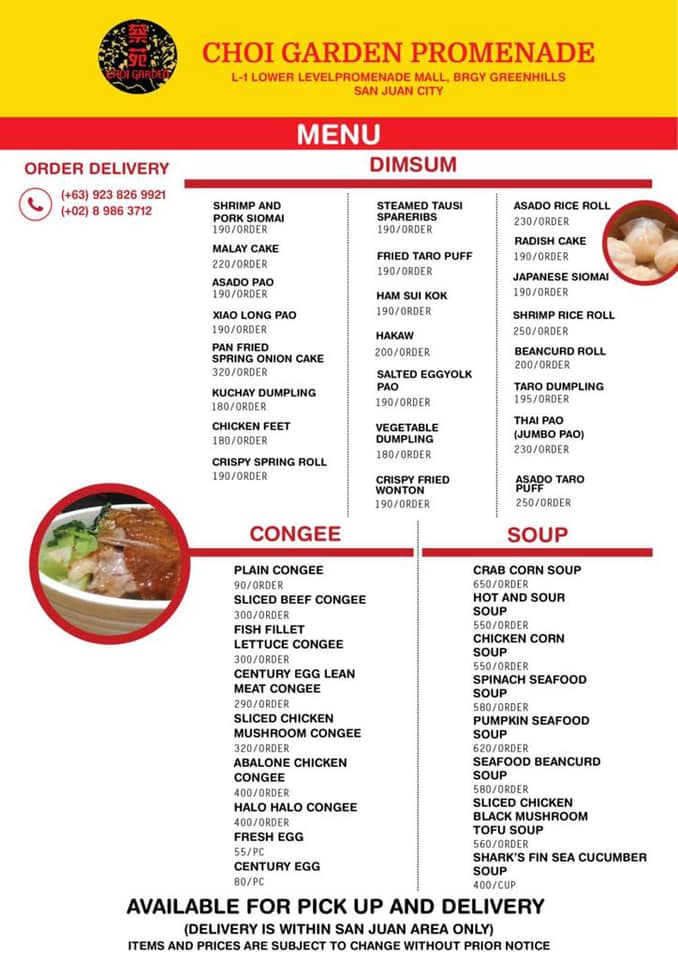 蔡
苑
CHOI GARDEN
CHOI GARDEN PROMENADE
L-1 LOWER LEVELPROMENADE MALL, BRGY GREENHILLS
SAN JUAN CITY
MENU
ORDER DELIVERY
(+63) 923 826 9921
(+02) 8 986 3712
DIMSUM
SHRIMP AND
PORK SIOMAI
190/ORDER
MALAY CAKE
220/ORDER
ASADO PAO
190/ORDER
XIAO LONG PAO
190/ORDER
PAN FRIED
SPRING ONION CAKE
320/ORDER
KUCHAY DUMPLING
180/ORDER
CHICKEN FEET
180/ORDER
CRISPY SPRING ROLL
190/ORDER
STEAMED TAUSI
SPARERIBS
190/ORDER
FRIED TARO PUFF
190/ORDER
HAM SUI KOK
190/ORDER
HAKAW
200/ORDER
SALTED EGGYOLK
PAO
190/ORDER
VEGETABLE
DUMPLING
180/ORDER
CRISPY FRIED
WONTON
190/ORDER
ASADO RICE ROLL
230/ORDER
RADISH CAKE
190/ORDER
JAPANESE SIOMAI
190/ORDER
SHRIMP RICE ROLL
250/ORDER
BEANCURD ROLL
200/ORDER
TARO DUMPLING
195/ORDER
THAI PAO
(JUMBO PAO)
230/ORDER
ASADO TARO
PUFF
250/ORDER
CONGEE
PLAIN CONGEE
90/ORDER
SLICED BEEF CONGEE
300/ORDER
FISH FILLET
LETTUCE CONGEE
300/ORDER
CENTURY EGG LEAN
MEAT CONGEE
290/ORDER
SLICED CHICKEN
MUSHROOM CONGEE
320/ORDER
ABALONE CHICKEN
CONGEE
400/ORDER
HALO HALO CONGEE
400/ORDER
FRESH EGG
55/PC
CENTURY EGG
80/PC
SOUP
CRAB CORN SOUP
650/ORDER
HOT AND SOUR
SOUP
550/ORDER
CHICKEN CORN
SOUP
550/ORDER
SPINACH SEAFOOD
SOUP
580/ORDER
PUMPKIN SEAFOOD
SOUP
620/ORDER
SEAFOOD BEANCURD
SOUP
580/ORDER
SLICED CHICKEN
BLACK MUSHROOM
TOFU SOUP
560/ORDER
SHARK'S FIN SEA CUCUMBER
SOUP
400/CUP
AVAILABLE FOR PICK UP AND DELIVERY
(DELIVERY IS WITHIN SAN JUAN AREA ONLY)
ITEMS AND PRICES ARE SUBJECT TO CHANGE WITHOUT PRIOR NOTICE